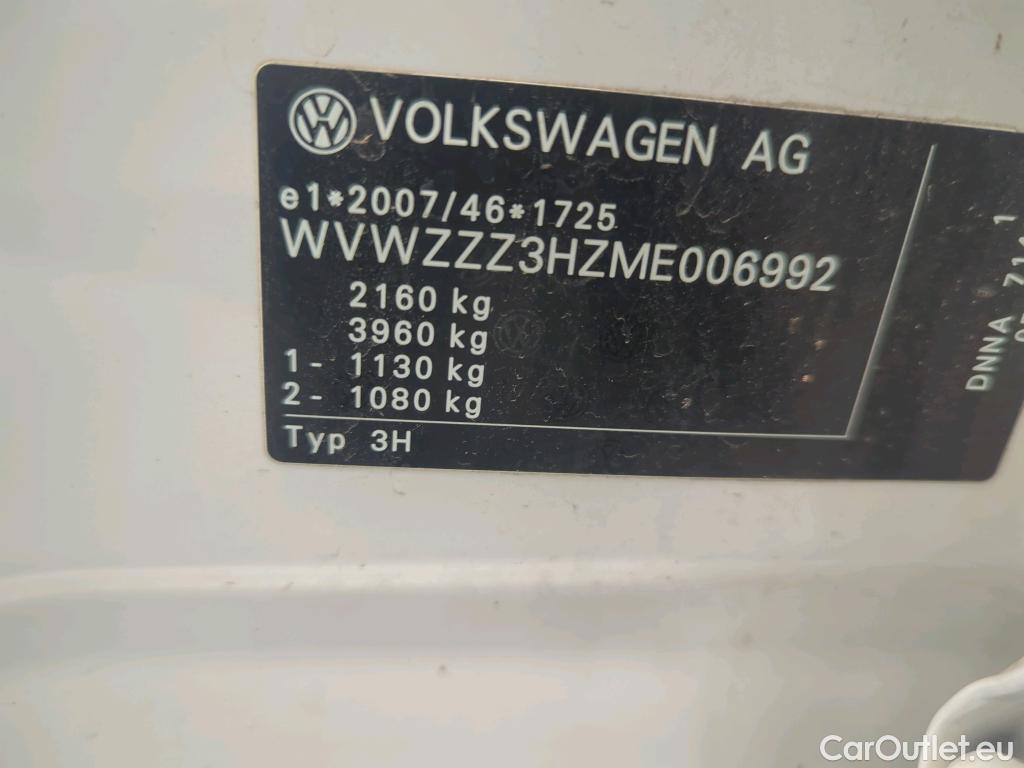 VOLKSWAGEN AG
e1*2007/46*1725
WVWZZZ3HZME006992
2160 kg
3960 kg
1- 1130 kg
2- 1080 kg
Typ 3H
DNNA
CarOutlet.eu